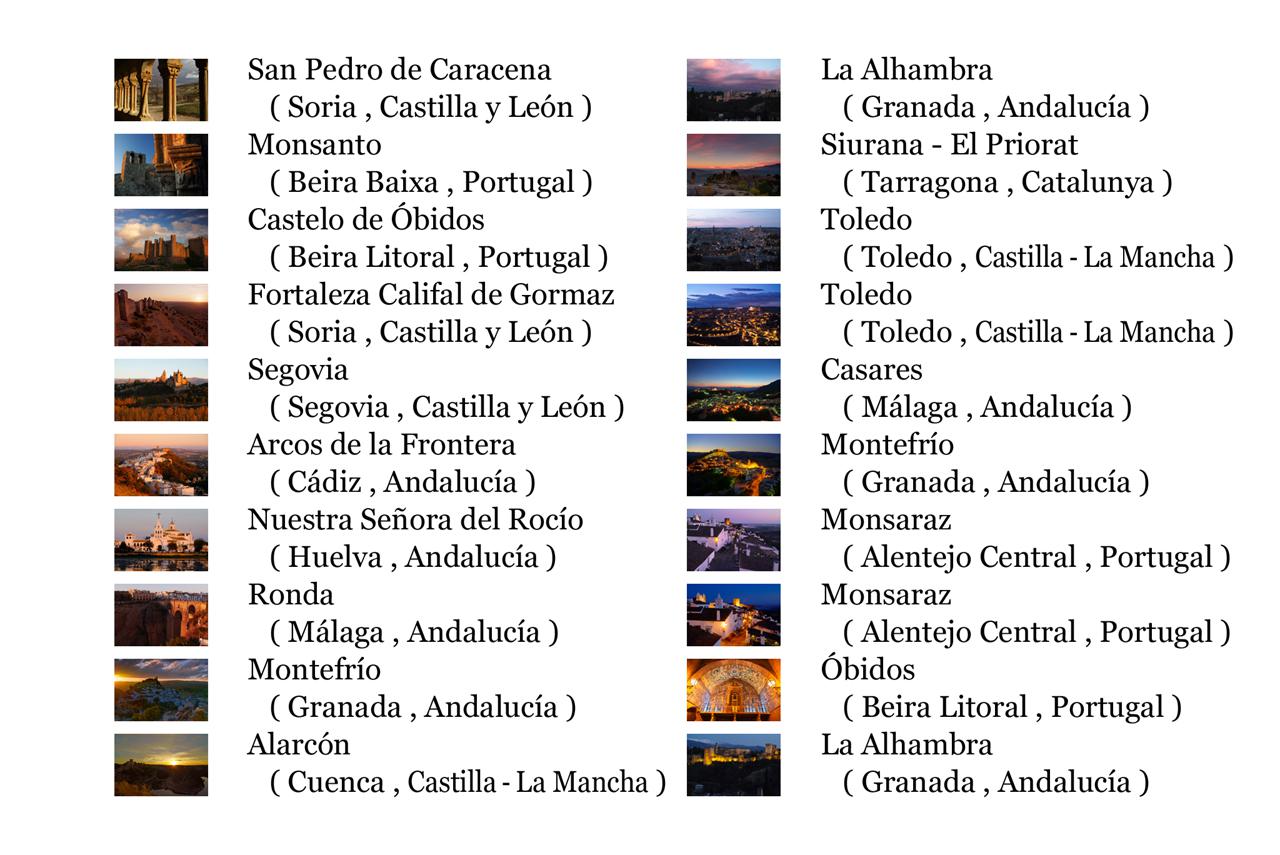 San Pedro de Caracena
( Soria , Castilla y León )
Monsanto
( Beira Baixa , Portugal )
Castelo de Óbidos
( Beira Litoral , Portugal )
Fortaleza Califal de Gormaz
( Soria , Castilla y León )
Segovia
( Segovia , Castilla y León )
Arcos de la Frontera
( Cádiz , Andalucía )
Nuestra Señora del Rocío
( Huelva , Andalucía )
Ronda
( Málaga , Andalucía )
Montefrío
( Granada , Andalucía )
Alarcón
( Cuenca , Castilla - La Mancha )
La Alhambra
( Granada , Andalucía )
Siurana - El Priorat
( Tarragona , Catalunya )
Toledo
( Toledo , Castilla - La Mancha )
Toledo
( Toledo , Castilla - La Mancha )
Casares
( Málaga , Andalucía )
Montefrío
( Granada , Andalucía )
Monsaraz
( Alentejo Central , Portugal )
Monsaraz
( Alentejo Central , Portugal )
Óbidos
( Beira Litoral , Portugal )
La Alhambra
( Granada , Andalucía )